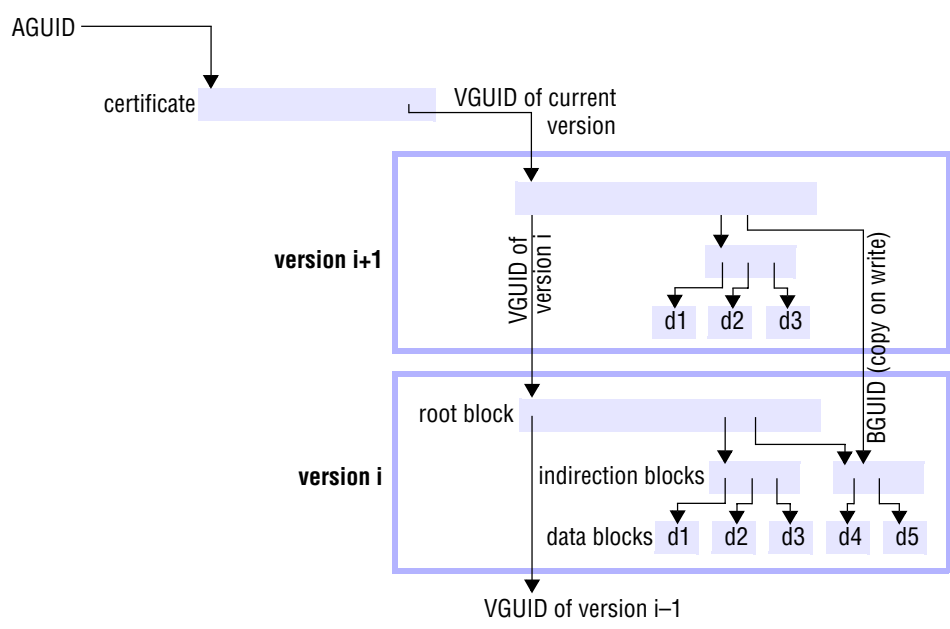 AGUID
certificate
VGUID of current
version
version i+1
VGUID of
version i
d1 d2 d3
BGUID (copy on write)
root block
version i
indirection blocks
data blocks d1 d2 d3 d4 d5
VGUID of version i–1